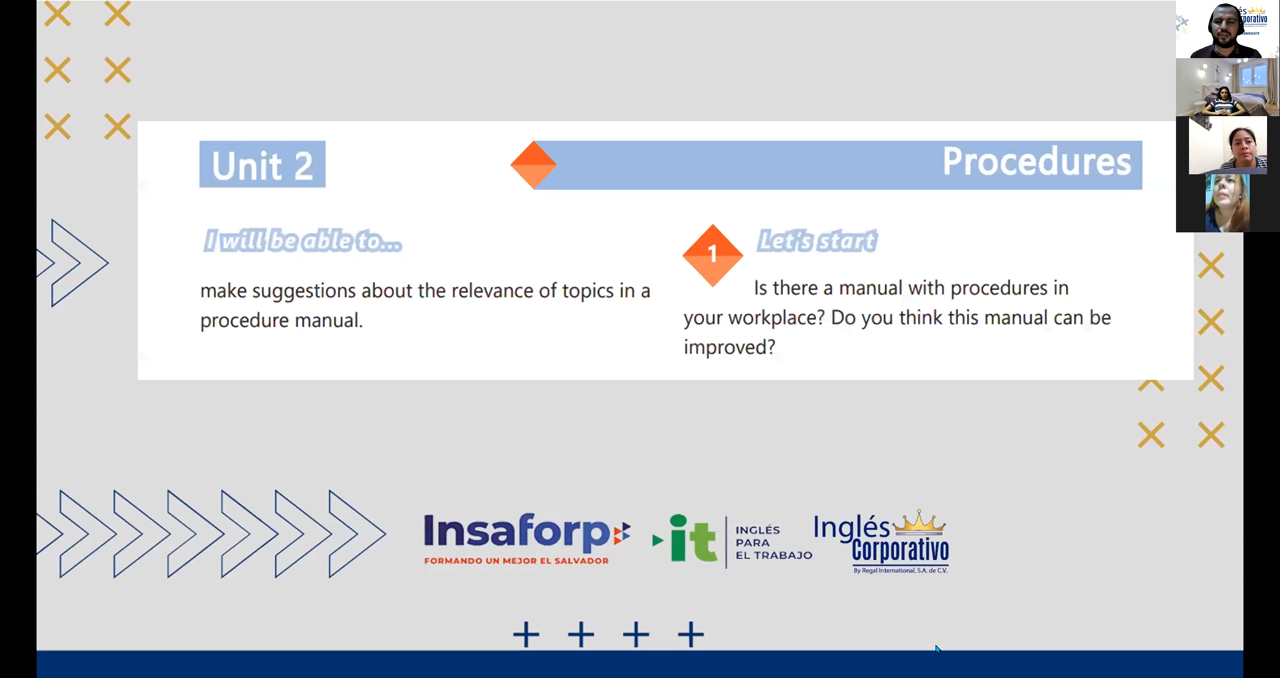 Unit 2
Procedures
I will be able to...
make suggestions about the relevance of topics in a
procedure manual.
1
Let's start
Is there a manual with procedures in
your workplace? Do you think this manual can be
improved?
Insaforp
FORMANDO UN MEJOR EL SALVADOR
it
INGLÉS
PARA
EL TRABAJO
Inglés
Corporativo
By Regal International, S.A. de C.V.